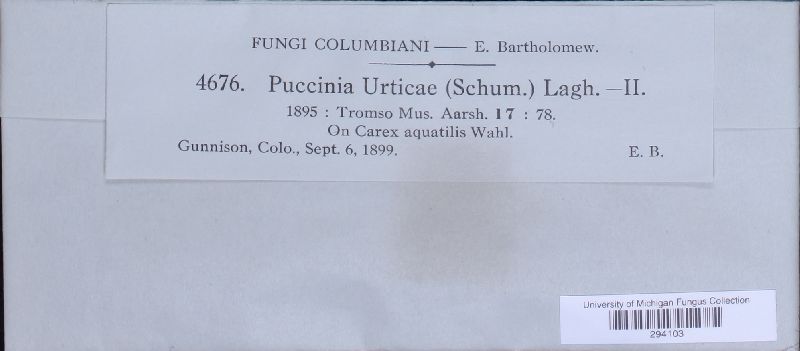 FUNGI COLUMBIANI — E. Bartholomew.
4676. Puccinia Urticae (Schum.) Lagh. —II.
1895 : Tromso Mus. Aarsh. 17 : 78.
On Carex aquatilis Wahl.
Gunnison, Colo., Sept. 6, 1899. E. B.
University of Michigan Fungus Collection
294103